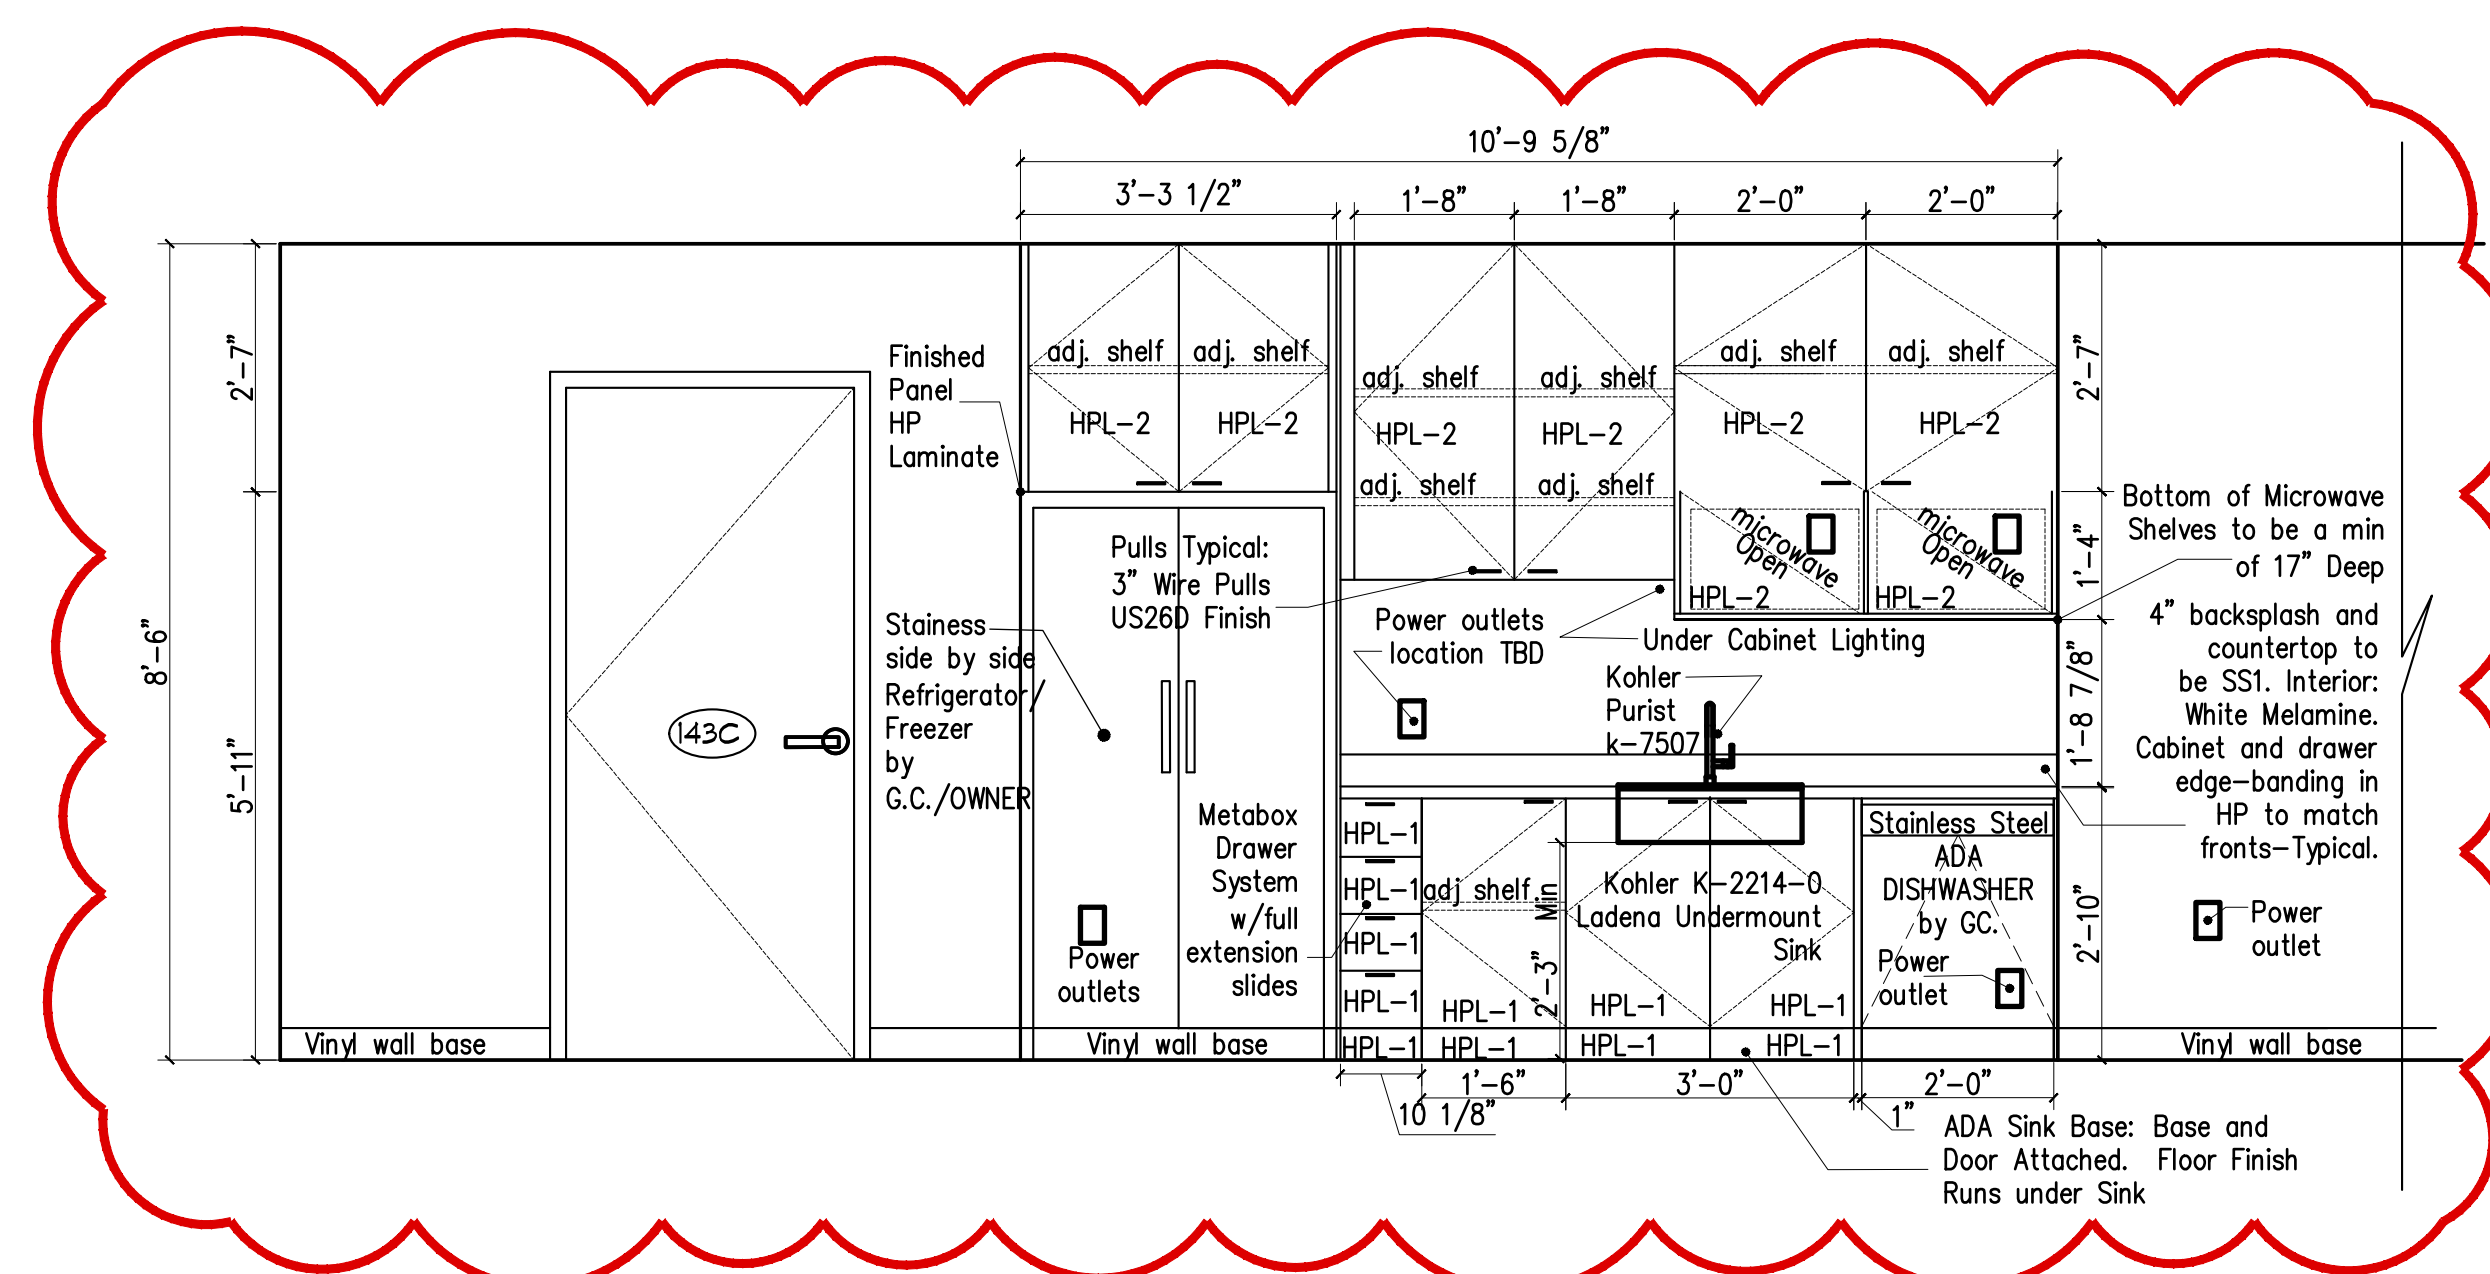 10'-9 5/8"
3'-3 1/2"
1'-8"
1'-8"
2'-0"
2'-0"
2'-7"
5'-11"
8'-6"
143C
Vinyl wall base
Finished
Panel
HP
Laminate
adj. shelf
adj. shelf
HPL-2
HPL-2
Stainess
side by side
Refrigerator/
Freezer
by
G.C./OWNER
Pulls Typical:
3" Wire Pulls
US26D Finish
Power
outlets
Vinyl wall base
Metabox
Drawer
System
w/full
extension
slides
adj. shelf
adj. shelf
HPL-2
HPL-2
adj. shelf
adj. shelf
adj. shelf
adj. shelf
HPL-2
HPL-2
microwave
Open
HPL-2
microwave
Open
HPL-2
Power outlets
location TBD
Under Cabinet Lighting
Kohler
Purist
k-7507
HPL-1
HPL-1
HPL-1
HPL-1
HPL-1
adj shelf.
HPL-1
HPL-1
2'-3" Min
Kohler K-2214-0
Ladena Undermount
Sink
HPL-1
HPL-1
HPL-1
HPL-1
Stainless Steel
ADA
DISHWASHER
by GC.
Power
outlet
10 1/8"
1'-6"
3'-0"
2'-0"
1"
ADA Sink Base: Base and
Door Attached. Floor Finish
Runs under Sink
2'-7"
1'-4"
1'-8 7/8"
2'-10"
Bottom of Microwave
Shelves to be a min
of 17" Deep
4" backsplash and
countertop to
be SS1. Interior:
White Melamine.
Cabinet and drawer
edge-banding in
HP to match
fronts-Typical.
Power
outlet
Vinyl wall base